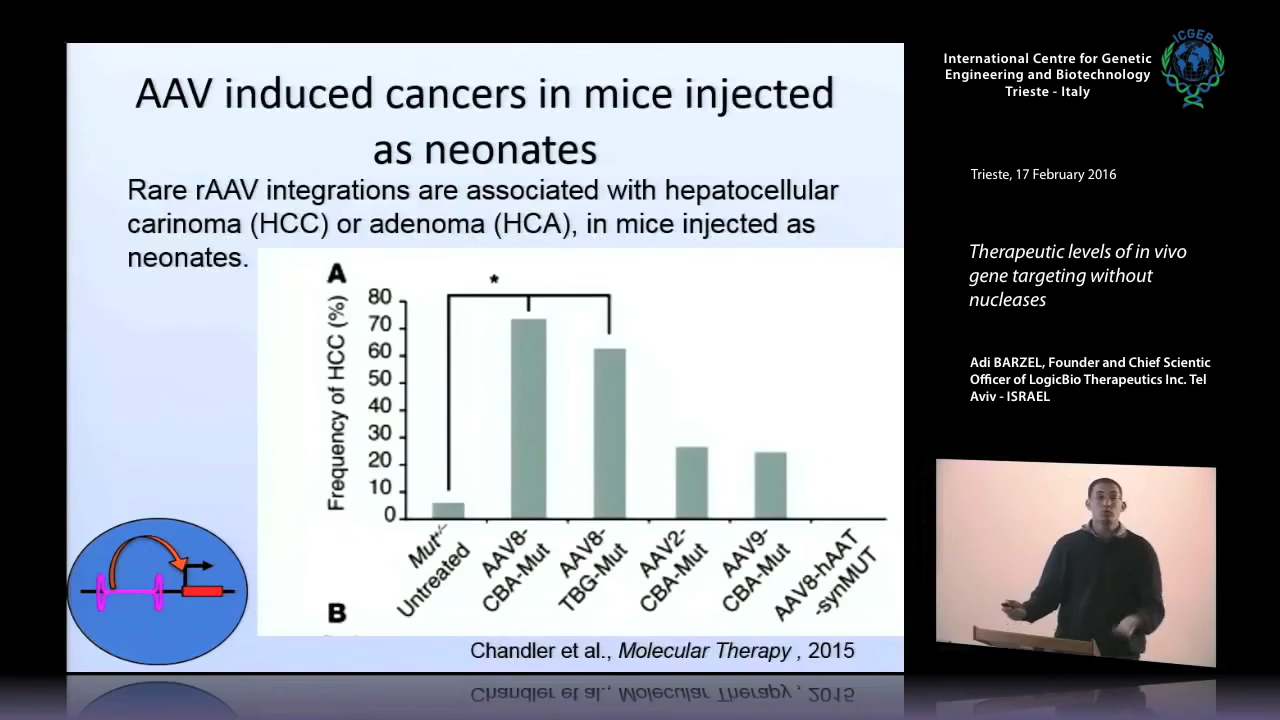 AAV induced cancers in mice injected
as neonates
Rare rAAV integrations are associated with hepatocellular
carinoma (HCC) or adenoma (HCA), in mice injected as
neonates.
A
*
Frequency of HCC (%)
80
70
60
50
40
30
20
10
0
Mut+/-
Untreated
AAV8-
CBA-Mut
AAV8-
TBG-Mut
AAV2-
CBA-Mut
AAV9-
CBA-Mut
AAV8-hAAT
-synMUT
B
Chandler et al., Molecular Therapy , 2015
International Centre for Genetic
Engineering and Biotechnology
Trieste - Italy
ICGEB
Trieste, 17 February 2016
Therapeutic levels of in vivo
gene targeting without
nucleases
Adi BARZEL, Founder and Chief Scientic
Officer of LogicBio Therapeutics Inc. Tel
Aviv - ISRAEL